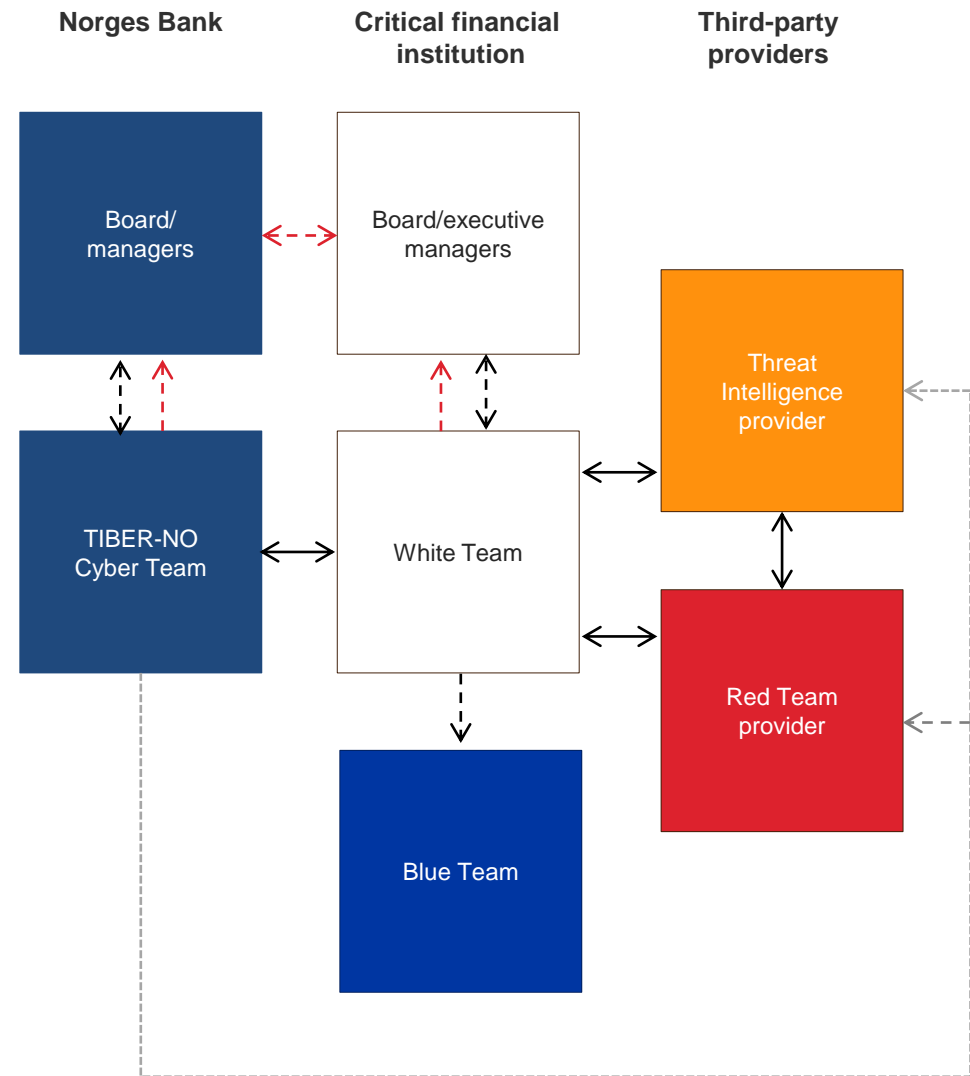 Norges Bank
Critical financial
institution
Third-party
providers
Board/
managers
Board/executive
managers
Threat
Intelligence
provider
TIBER-NO
Cyber Team
White Team
Red Team
provider
Blue Team